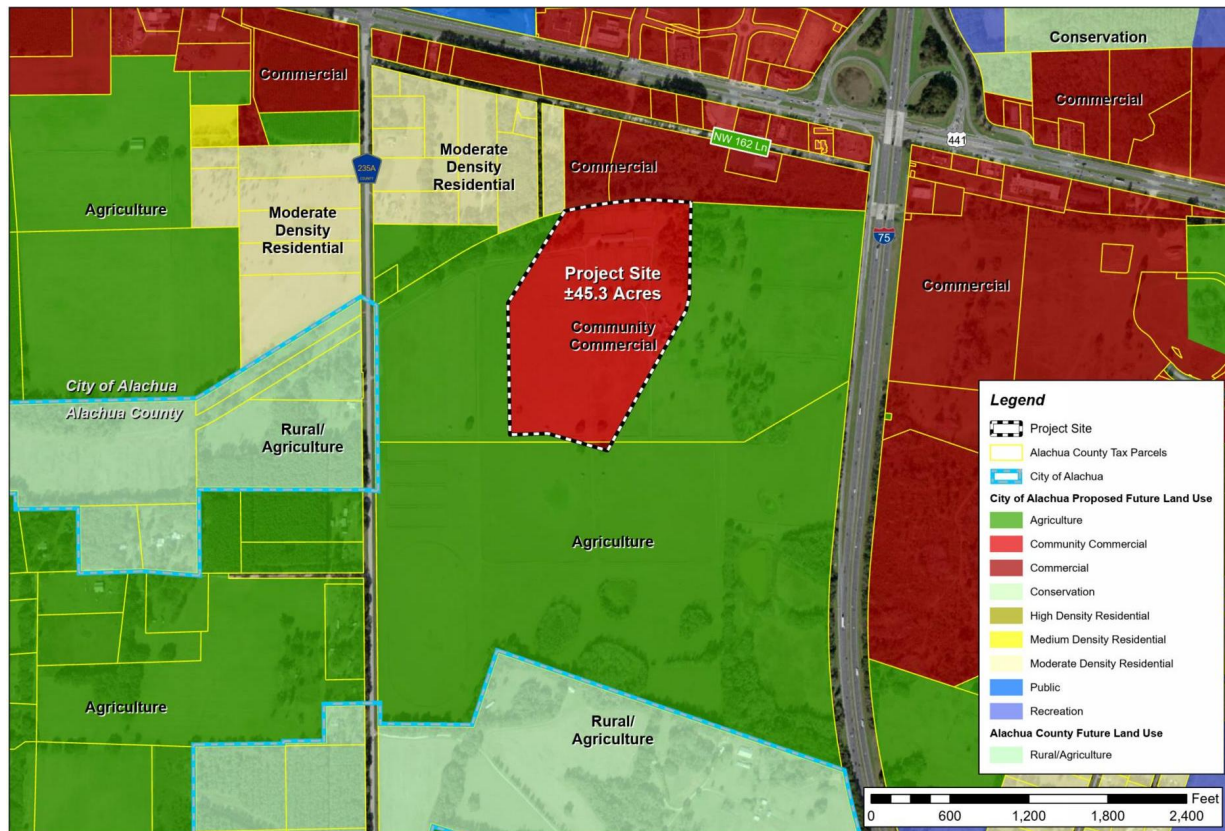 Conservation
Commercial
Commercial
441
NW 162 Ln
Moderate
Density
Residential
Commercial
235A
COUNTY
Agriculture
Moderate
Density
Residential
75
Project Site
±45.3 Acres
Community
Commercial
Commercial
City of Alachua
Alachua County
Rural/
Agriculture
Agriculture
Agriculture
Rural/
Agriculture
Legend
Project Site
Alachua County Tax Parcels
City of Alachua
City of Alachua Proposed Future Land Use
Agriculture
Community Commercial
Commercial
Conservation
High Density Residential
Medium Density Residential
Moderate Density Residential
Public
Recreation
Alachua County Future Land Use
Rural/Agriculture
Feet
0 600 1,200 1,800 2,400